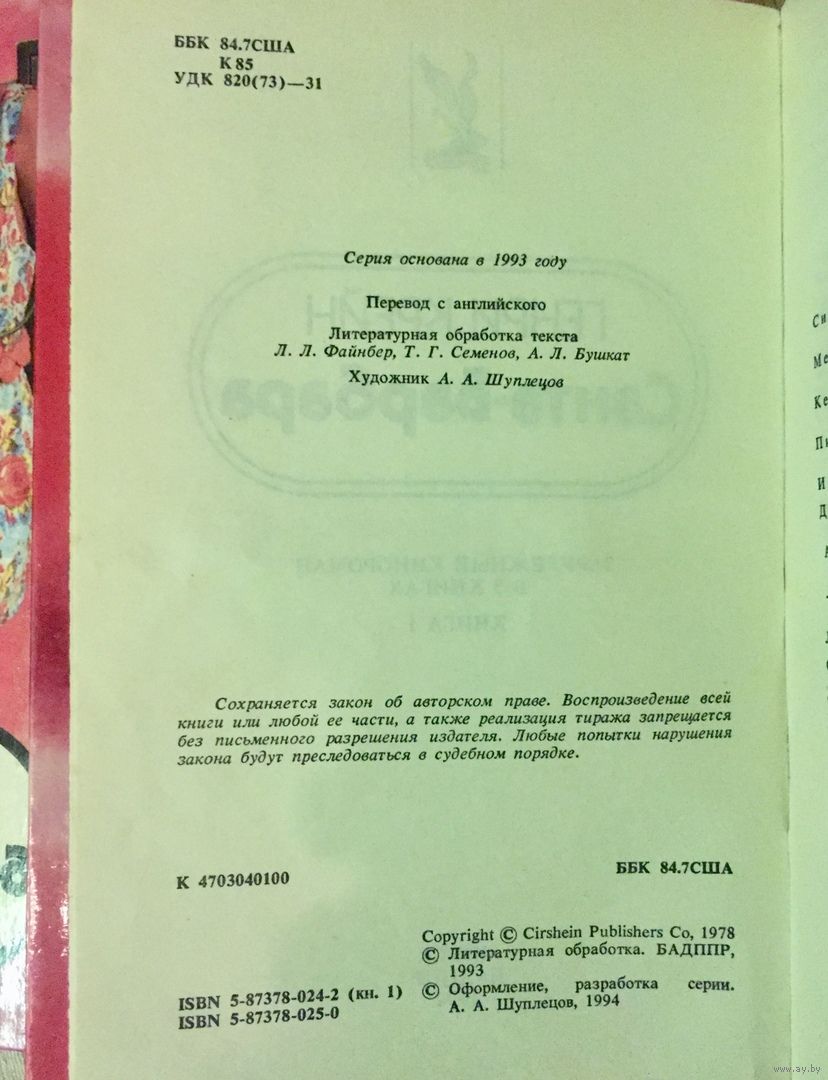 ББК 84.7США
К 85
УДК 820(73)—31
Серия основана в 1993 году
Перевод с английского
Литературная обработка текста
Л. Л. Файнбер, Т. Г. Семенов, А. Л. Бушкат
Художник А. А. Шуплецов
Сохраняется закон об авторском праве. Воспроизведение всей
книги или любой ее части, а также реализация тиража запрещается
без письменного разрешения издателя. Любые попытки нарушения
закона будут преследоваться в судебном порядке.
К 4703040100
ББК 84.7США
Copyright © Cirshein Publishers Co, 1978
© Литературная обработка. БАДППР,
1993
© Оформление, разработка серии.
А. А. Шуплецов, 1994
ISBN 5-87378-024-2 (кн. 1)
ISBN 5-87378-025-0
www.ay.by